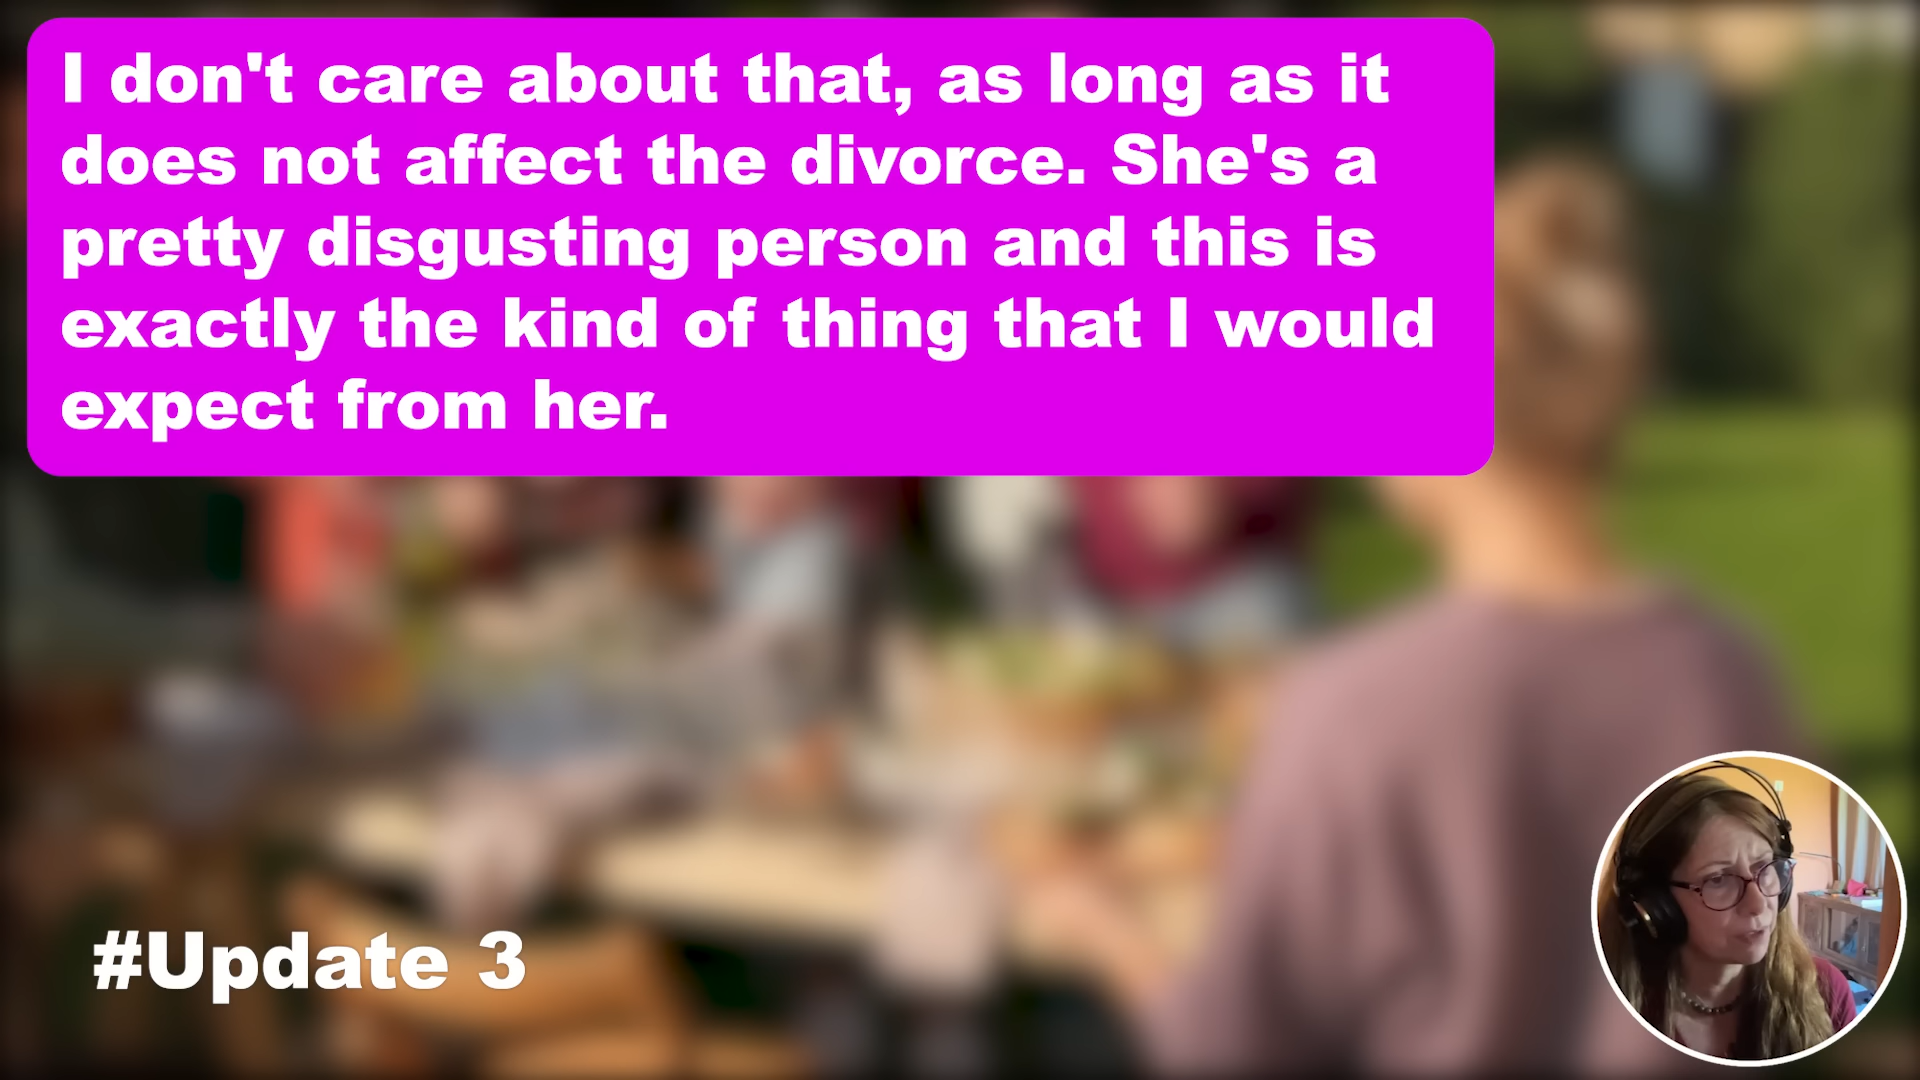 I don't care about that, as long as it
does not affect the divorce. She's a
pretty disgusting person and this is
exactly the kind of thing that I would
expect from her.
#Update 3